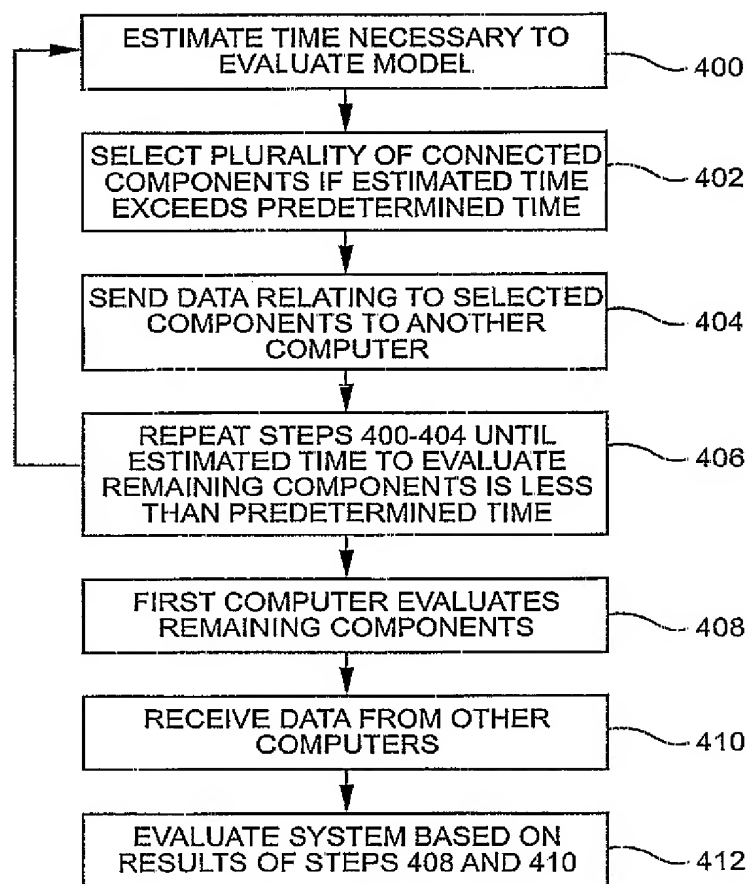 ESTIMATE TIME NECESSARY TO
EVALUATE MODEL
400
SELECT PLURALITY OF CONNECTED
COMPONENTS IF ESTIMATED TIME
EXCEEDS PREDETERMINED TIME
402
SEND DATA RELATING TO SELECTED
COMPONENTS TO ANOTHER
COMPUTER
404
REPEAT STEPS 400-404 UNTIL
ESTIMATED TIME TO EVALUATE
REMAINING COMPONENTS IS LESS
THAN PREDETERMINED TIME
406
FIRST COMPUTER EVALUATES
REMAINING COMPONENTS
408
RECEIVE DATA FROM OTHER
COMPUTERS
410
EVALUATE SYSTEM BASED ON
RESULTS OF STEPS 408 AND 410
412